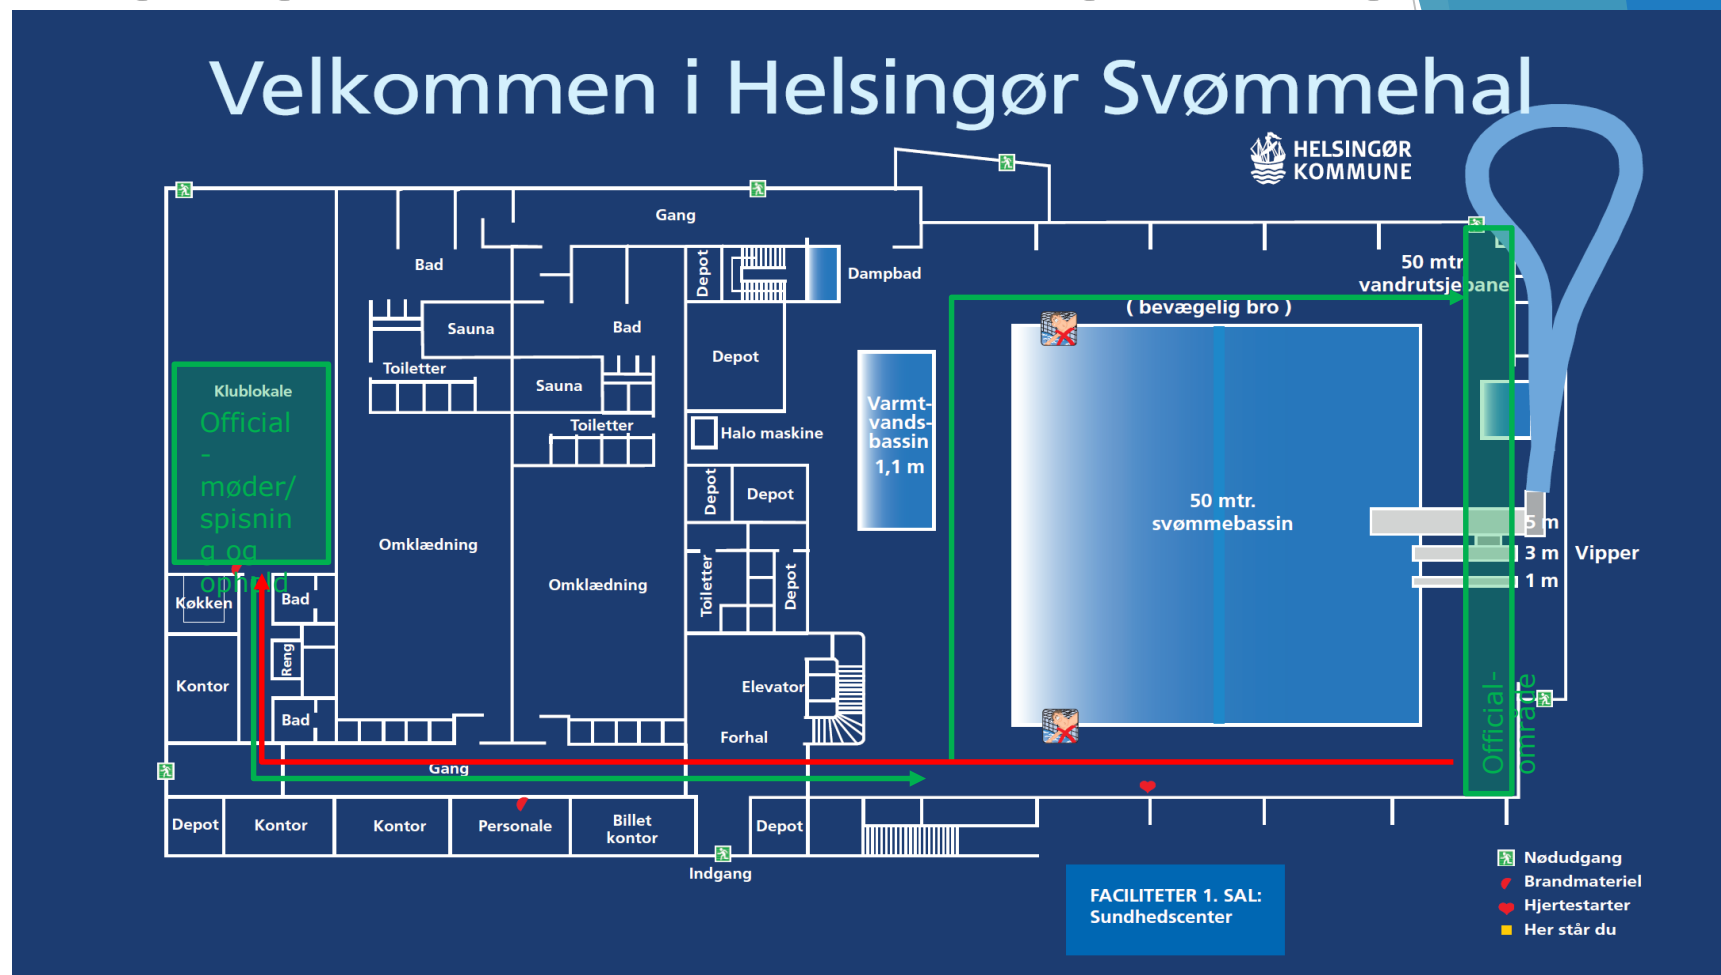 Velkommen i Helsingør Svømmehal
HELSINGØR
KOMMUNE
Gang
Bad
Depot
Dampbad
50 mtr.
vandrutsjebane
( bevægelig bro )
Sauna
Bad
Depot
Toiletter
Sauna
Klublokale
Official
-
møder/
spisnin
g og
ophold
Varmt-
vands-
bassin
1,1 m
Toiletter
Halo maskine
Depot
Depot
50 mtr.
svømmebassin
5 m
3 m
Vipper
1 m
Omklædning
Omklædning
Toiletter
Depot
Køkken
Bad
Reng
Kontor
Bad
Elevator
Forhal
Official-
område
Gang
Depot
Kontor
Kontor
Personale
Billet
kontor
Depot
Indgang
FACILITETER 1. SAL:
Sundhedscenter
Nødudgang
Brandmateriel
Hjertestarter
Her står du